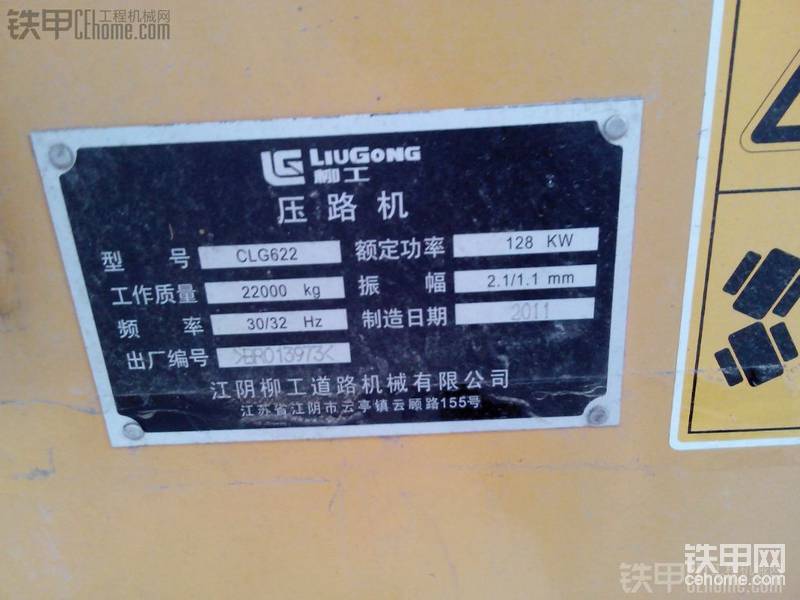 铁甲 工程机械网
CEhome.com
LG LIUGONG
柳工
压路机
型 号 CLG622 额定功率 128 KW
工作质量 22000 kg 振 幅 2.1/1.1 mm
频 率 30/32 Hz 制造日期 2011
出厂编号 >BR013973<
江阴柳工道路机械有限公司
江苏省江阴市云亭镇云顾路155号
铁甲网
cehome.com